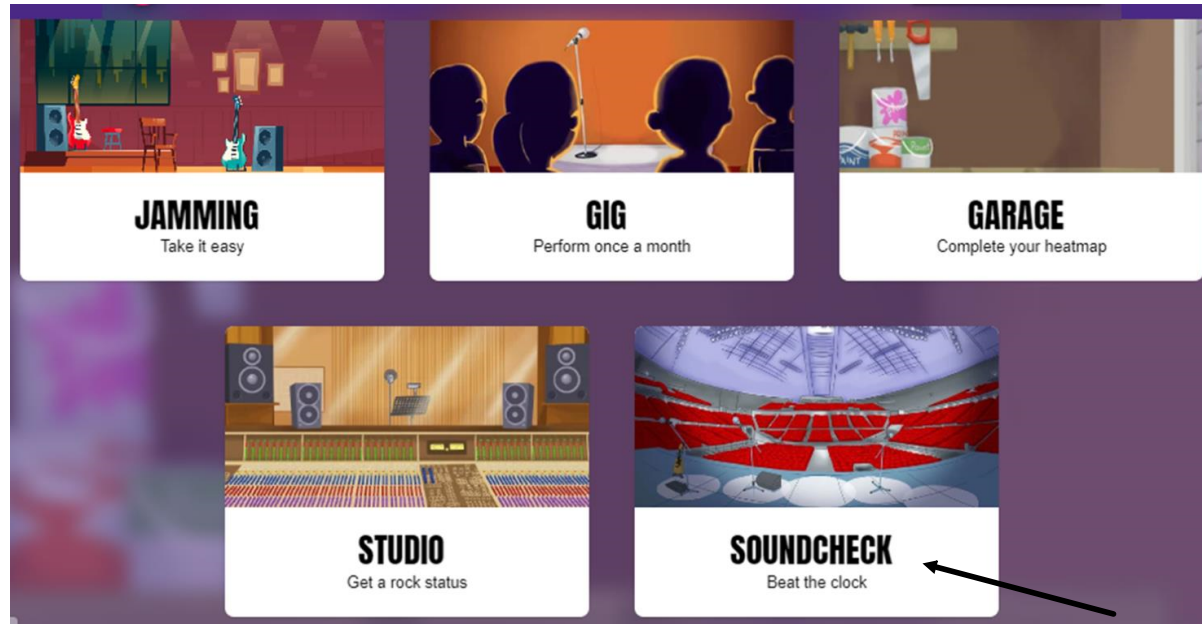 JAMMING
Take it easy
GIG
Perform once a month
GARAGE
Complete your heatmap
PAINT
STUDIO
Get a rock status
SOUNDCHECK
Beat the clock